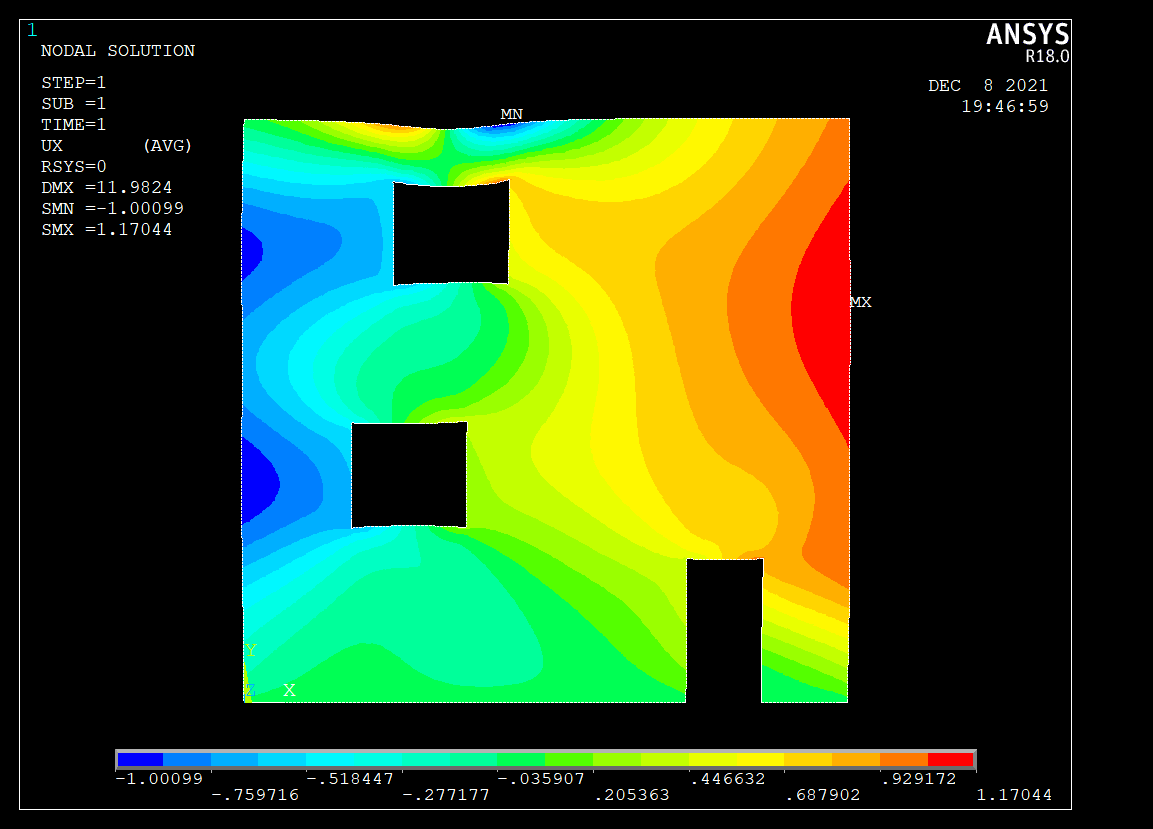 1
ANSYS
R18.0
NODAL SOLUTION
DEC  8 2021
19:46:59
STEP=1
SUB =1
TIME=1
UX       (AVG)
RSYS=0
DMX =11.9824
SMN =-1.00099
SMX =1.17044
MN
MX
Y
Z X
-1.00099 -.518447 -.035907 .446632 .929172
-.759716 -.277177 .205363 .687902 1.17044